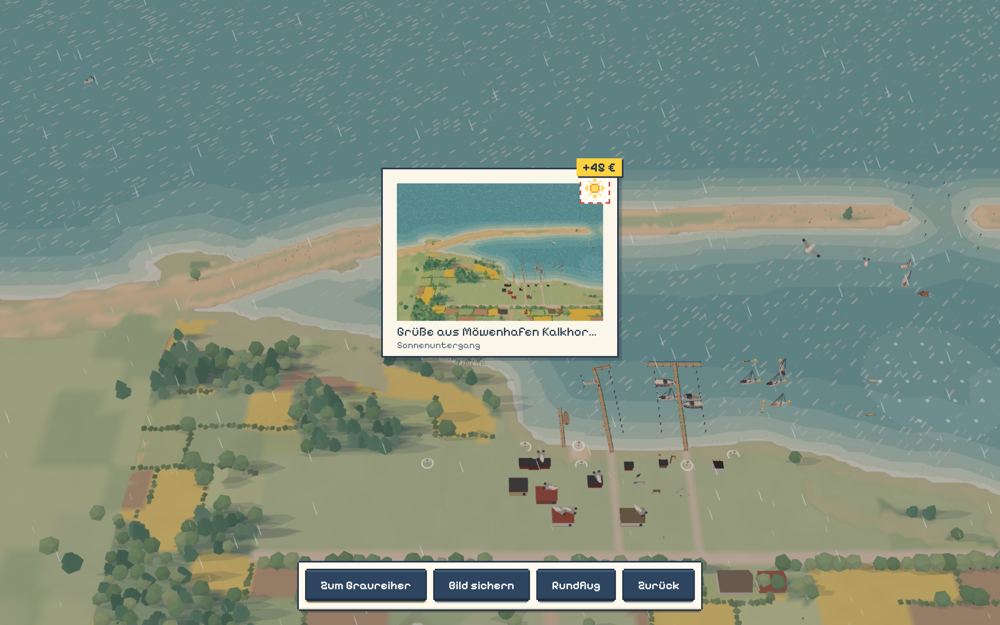 +48 €
Grüße aus Möwenhafen Kalkhor...
Sonnenuntergang
Zum Graureiher
Bild sichern
Rundflug
Zurück